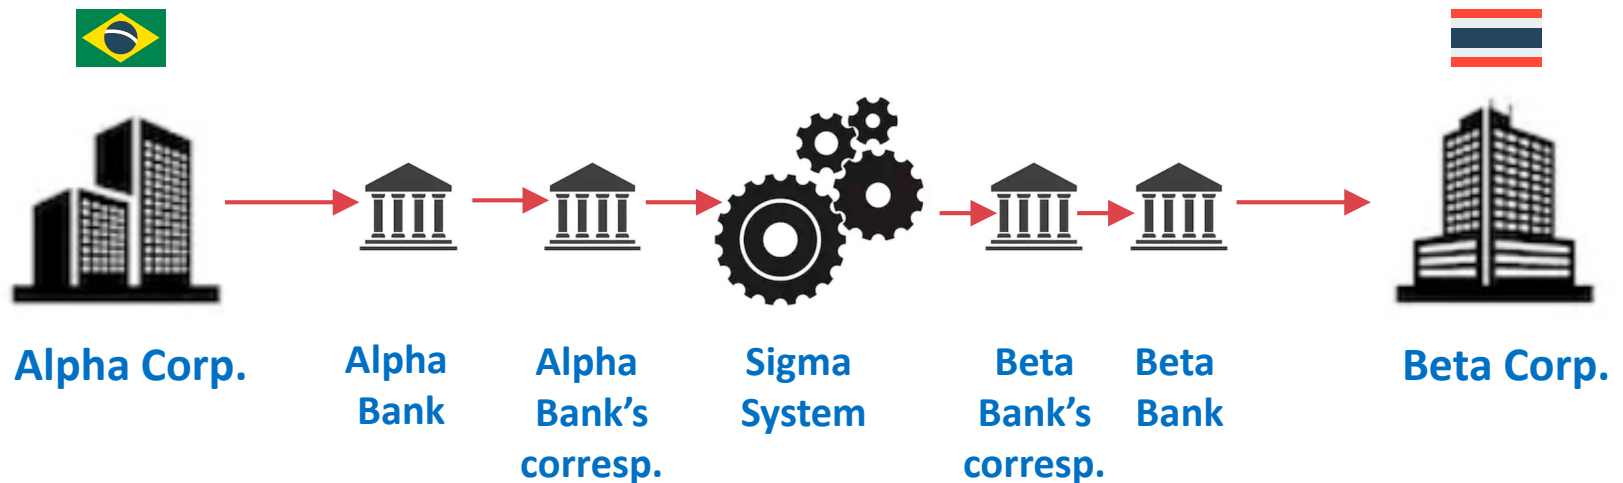 Alpha Corp.
Alpha
Bank
Alpha
Bank’s
corresp.
Sigma
System
Beta
Bank’s
corresp.
Beta
Bank
Beta Corp.